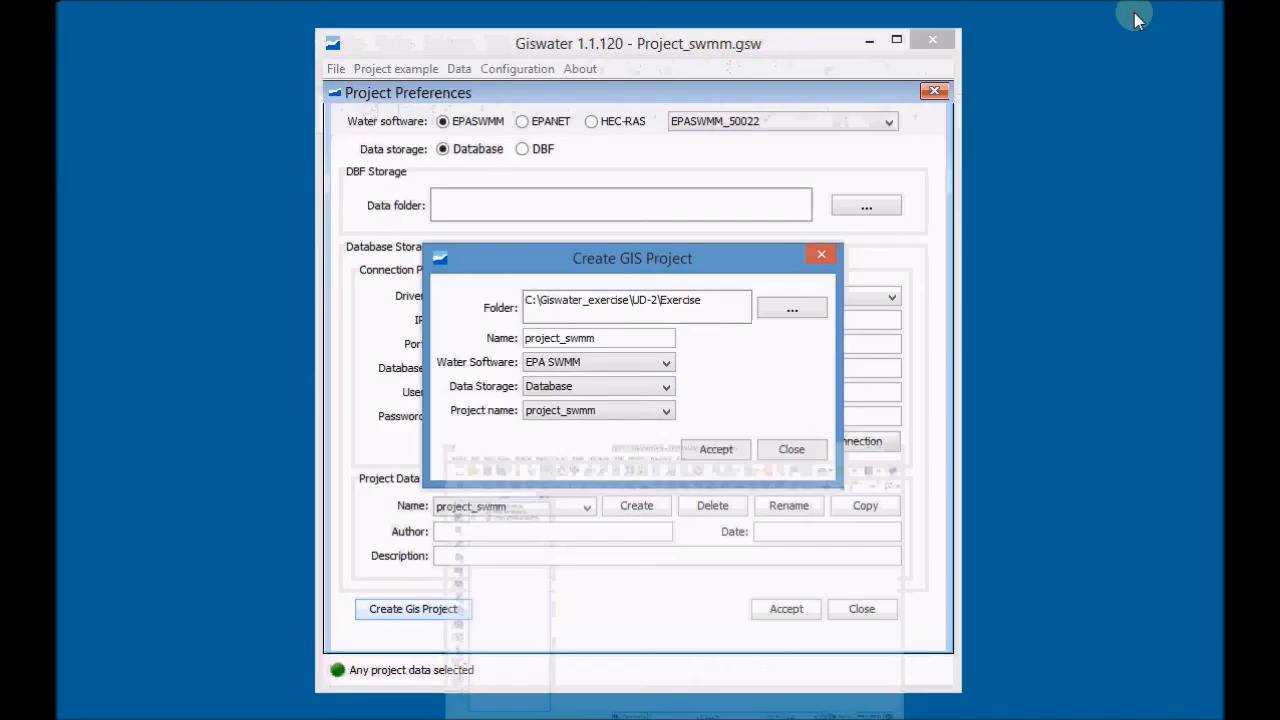 Giswater 1.1.120 - Project_swmm.gsw
File Project example Data Configuration About
Project Preferences
Water software: EPASWMM EPANET HEC-RAS EPASWMM_50022
Data storage: Database DBF
DBF Storage
Data folder: ...
Database Stora
Connection P
Create GIS Project
Folder: C:\Giswater_exercise\UD-2\Exercise ...
Name: project_swmm
Water Software: EPA SWMM
Data Storage: Database
Project name: project_swmm
Accept Close
Driver
IP
Port
Database
User
Password
nnection
Project Data
Name: project_swmm Create Delete Rename Copy
Author: Date:
Description:
Create Gis Project Accept Close
Any project data selected